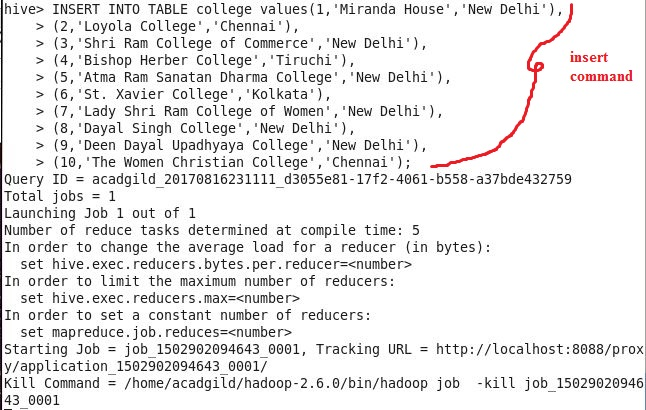 hive> INSERT INTO TABLE college values(1,'Miranda House','New Delhi'),
> (2,'Loyola College','Chennai'),
> (3,'Shri Ram College of Commerce','New Delhi'),
> (4,'Bishop Herber College','Tiruchi'),
> (5,'Atma Ram Sanatan Dharma College','New Delhi'),
> (6,'St. Xavier College','Kolkata'),
> (7,'Lady Shri Ram College of Women','New Delhi'),
> (8,'Dayal Singh College','New Delhi'),
> (9,'Deen Dayal Upadhyaya College','New Delhi'),
> (10,'The Women Christian College','Chennai');
insert
command
Query ID = acadgild_20170816231111_d3055e81-17f2-4061-b558-a37bde432759
Total jobs = 1
Launching Job 1 out of 1
Number of reduce tasks determined at compile time: 5
In order to change the average load for a reducer (in bytes):
set hive.exec.reducers.bytes.per.reducer=<number>
In order to limit the maximum number of reducers:
set hive.exec.reducers.max=<number>
In order to set a constant number of reducers:
set mapreduce.job.reduces=<number>
Starting Job = job_1502902094643_0001, Tracking URL = http://localhost:8088/prox
y/application_1502902094643_0001/
Kill Command = /home/acadgild/hadoop-2.6.0/bin/hadoop job  -kill job_15029020946
43_0001